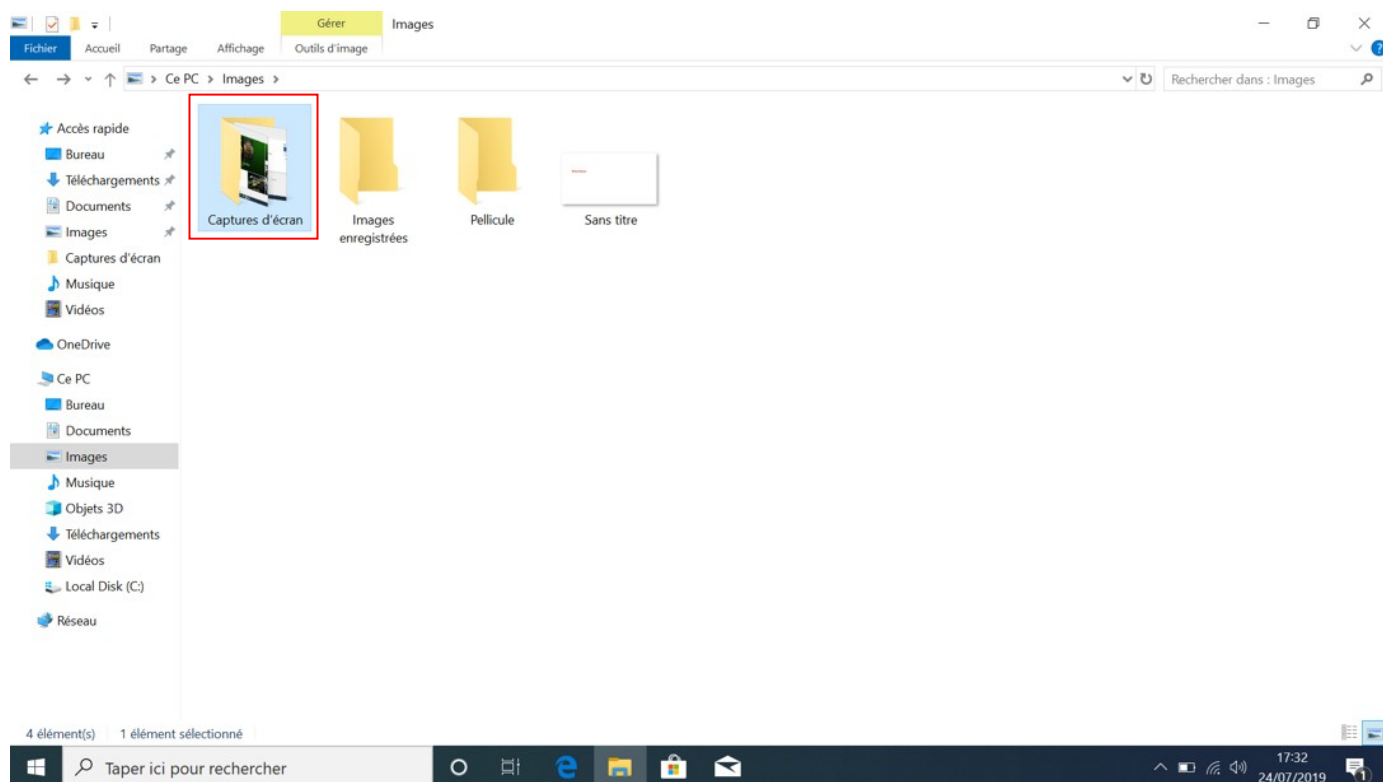 Gérer
Images
Fichier
Accueil
Partage
Affichage
Outils d'image
Ce PC > Images >
Rechercher dans : Images
Accès rapide
Bureau
Téléchargements
Documents
Images
Captures d'écran
Musique
Vidéos
OneDrive
Ce PC
Bureau
Documents
Images
Musique
Objets 3D
Téléchargements
Vidéos
Local Disk (C:)
Réseau
Captures d'écran
Images
enregistrées
Pellicule
Sans titre
4 élément(s)
1 élément sélectionné
Taper ici pour rechercher
17:32
24/07/2019
1